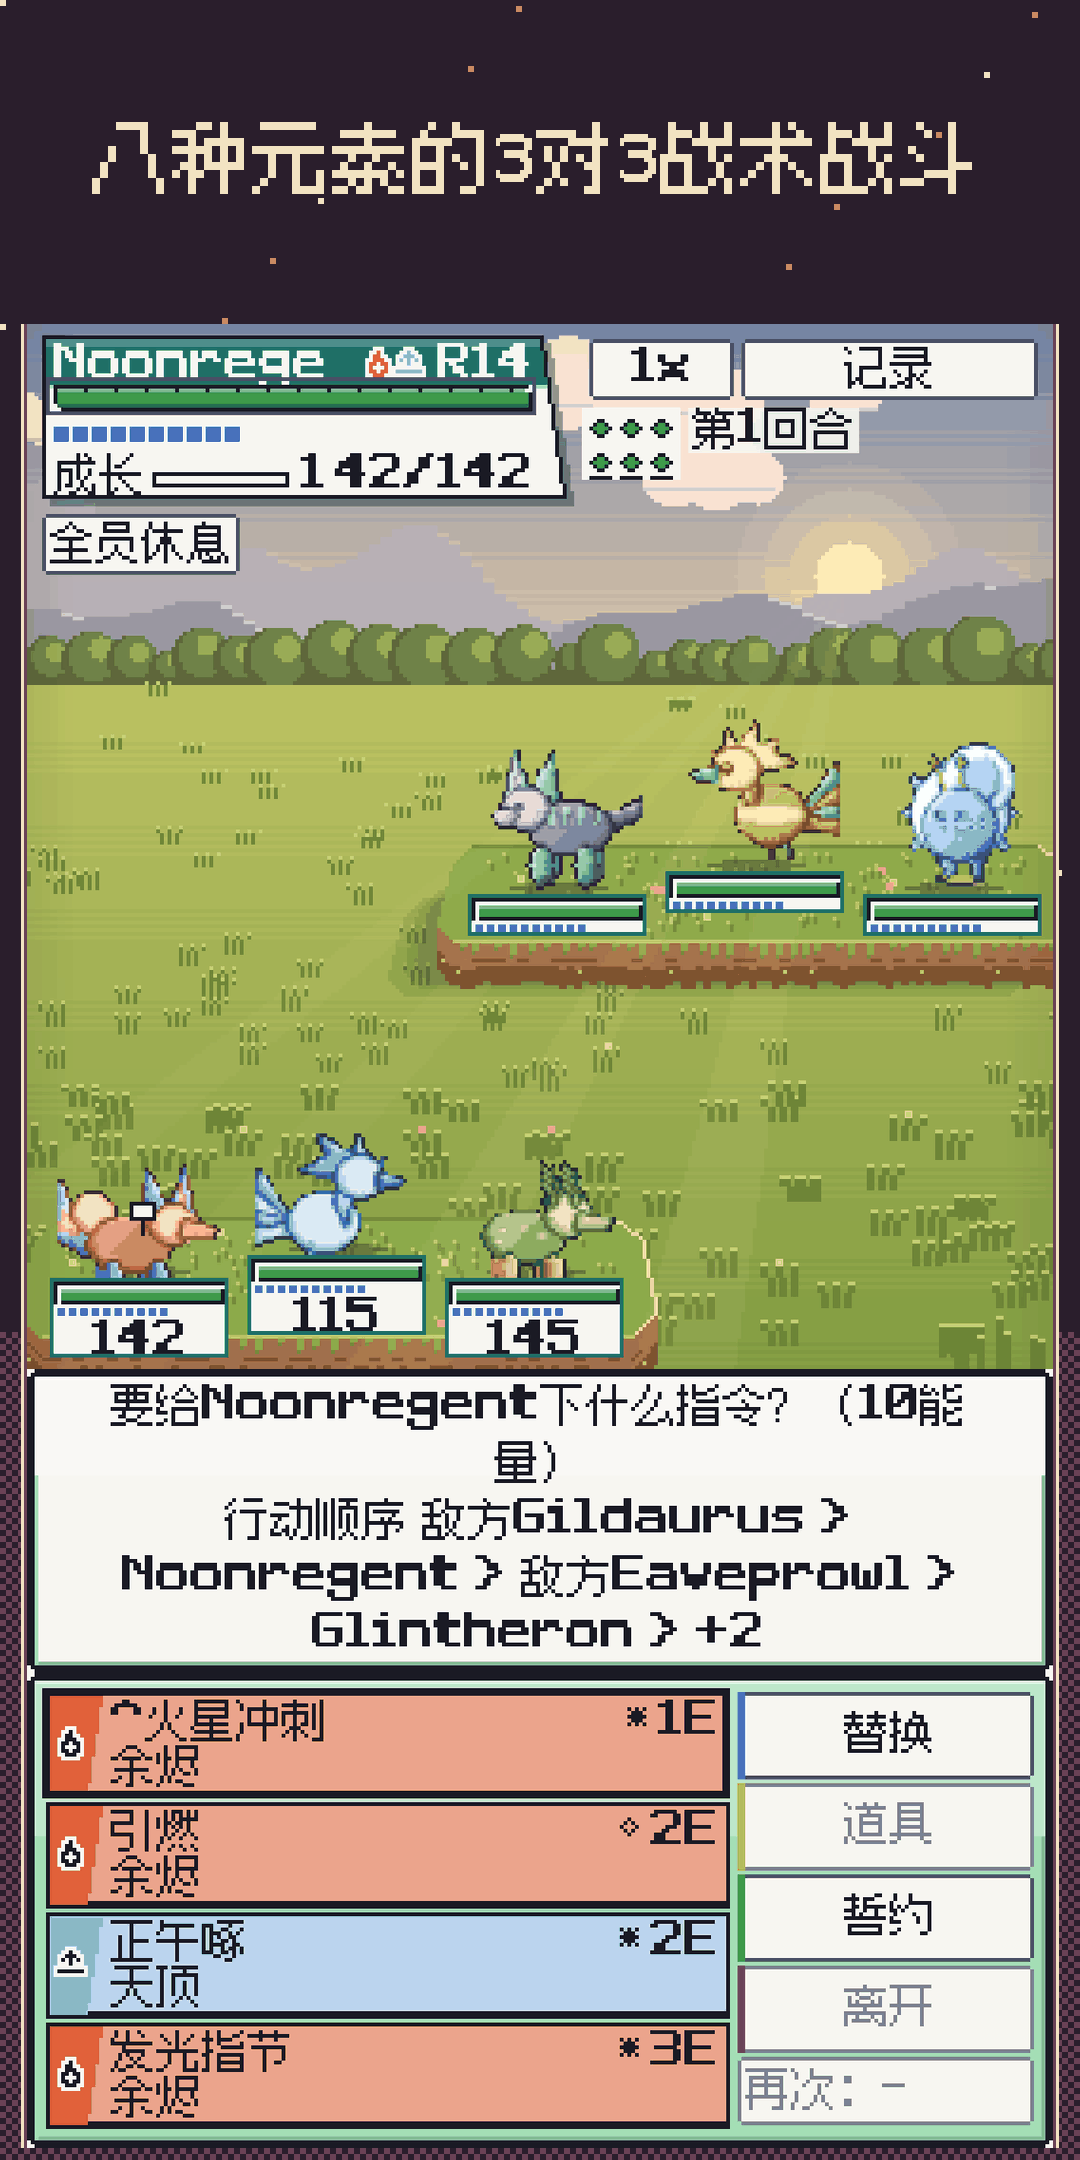 八种元素的3对3战术战斗
Noonrege R14
1x
记录
第1回合
成长 142/142
全员休息
142
115
145
要给Noonregent下什么指令？（10能
量）
行动顺序 敌方Gildaurus >
Noonregent > 敌方Eaweprowl >
Glintheron > +2
火星冲刺 1E
余烬
引燃 2E
余烬
正午啄 2E
天顶
发光指节 3E
余烬
替换
道具
哲约
离开
再次：-